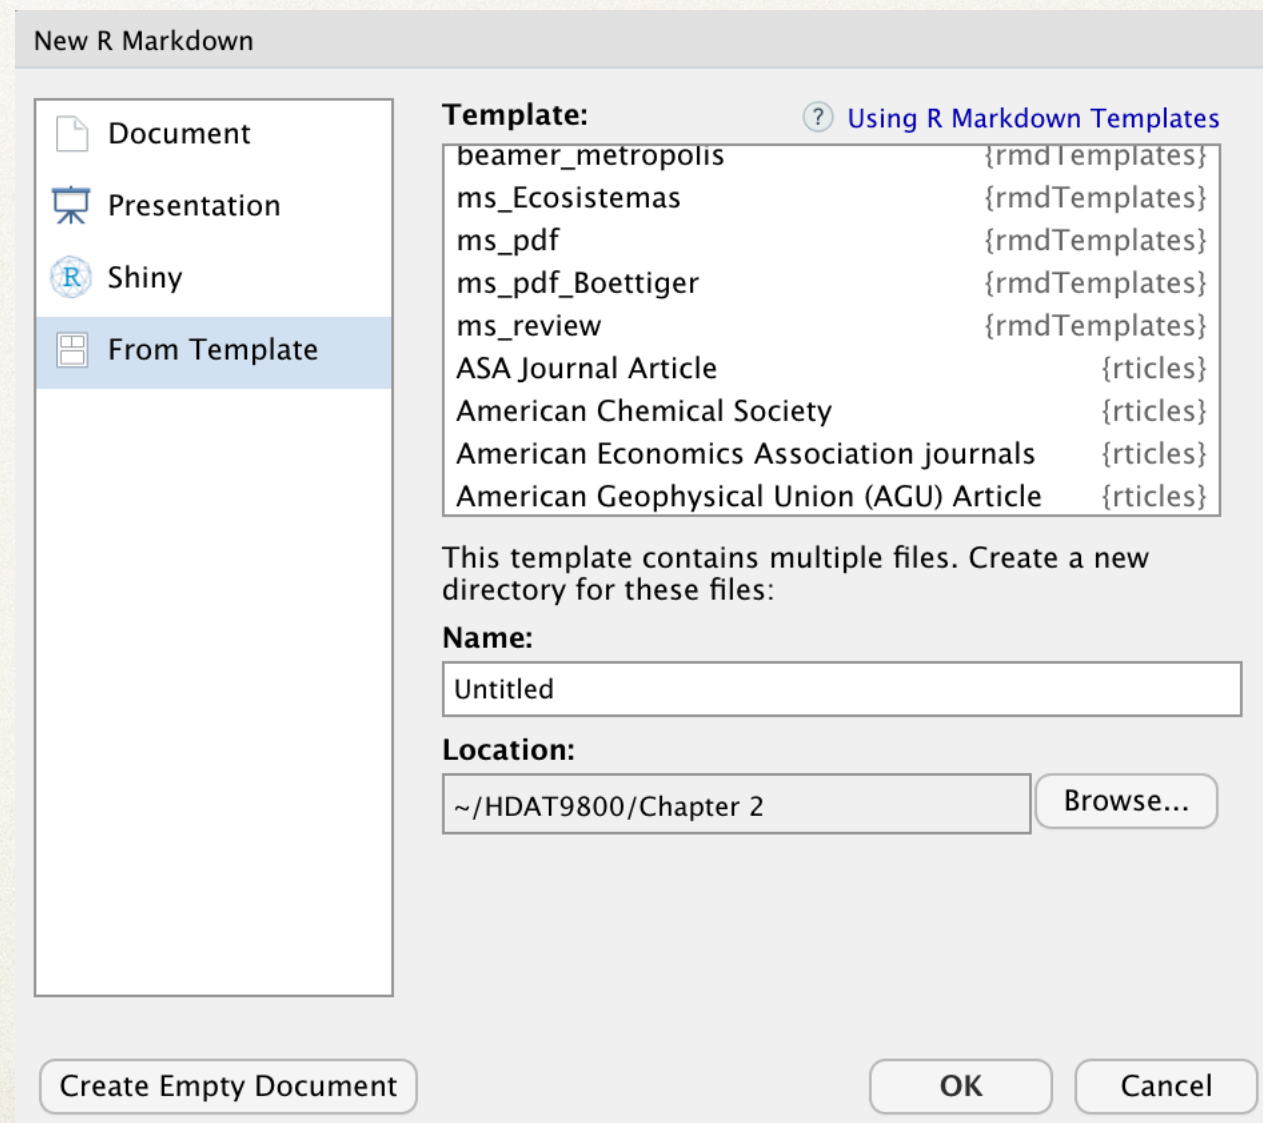 New R Markdown
Document
Presentation
R Shiny
From Template
Template:
? Using R Markdown Templates
beamer_metropolis {rmdTemplates}
ms_Ecosistemas {rmdTemplates}
ms_pdf {rmdTemplates}
ms_pdf_Boettiger {rmdTemplates}
ms_review {rmdTemplates}
ASA Journal Article {rticles}
American Chemical Society {rticles}
American Economics Association journals {rticles}
American Geophysical Union (AGU) Article {rticles}
This template contains multiple files. Create a new
directory for these files:
Name:
Untitled
Location:
~/HDAT9800/Chapter 2
Browse...
Create Empty Document
OK
Cancel